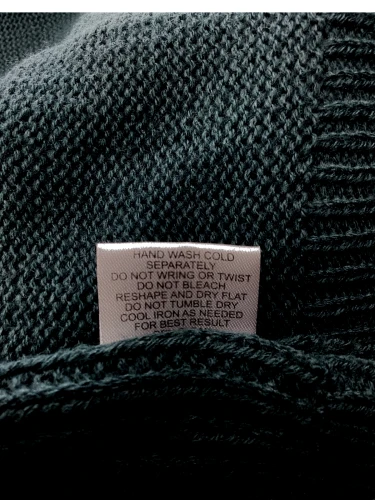 HAND WASH COLD
SEPARATELY
DO NOT WRING OR TWIST
DO NOT BLEACH
RESHAPE AND DRY FLAT
DO NOT TUMBLE DRY
COOL IRON AS NEEDED
FOR BEST RESULT